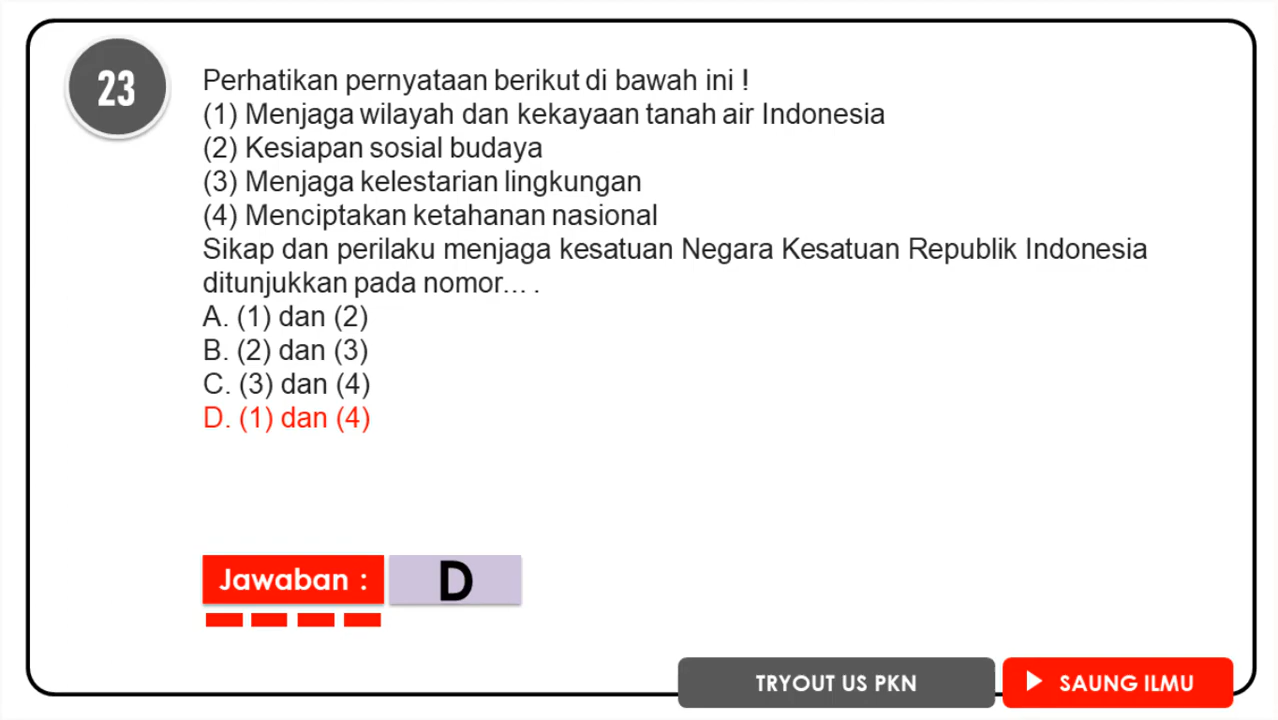 23
Perhatikan pernyataan berikut di bawah ini !
(1) Menjaga wilayah dan kekayaan tanah air Indonesia
(2) Kesiapan sosial budaya
(3) Menjaga kelestarian lingkungan
(4) Menciptakan ketahanan nasional
Sikap dan perilaku menjaga kesatuan Negara Kesatuan Republik Indonesia
ditunjukkan pada nomor... .
A. (1) dan (2)
B. (2) dan (3)
C. (3) dan (4)
D. (1) dan (4)
Jawaban : D
TRYOUT US PKN
SAUNG ILMU